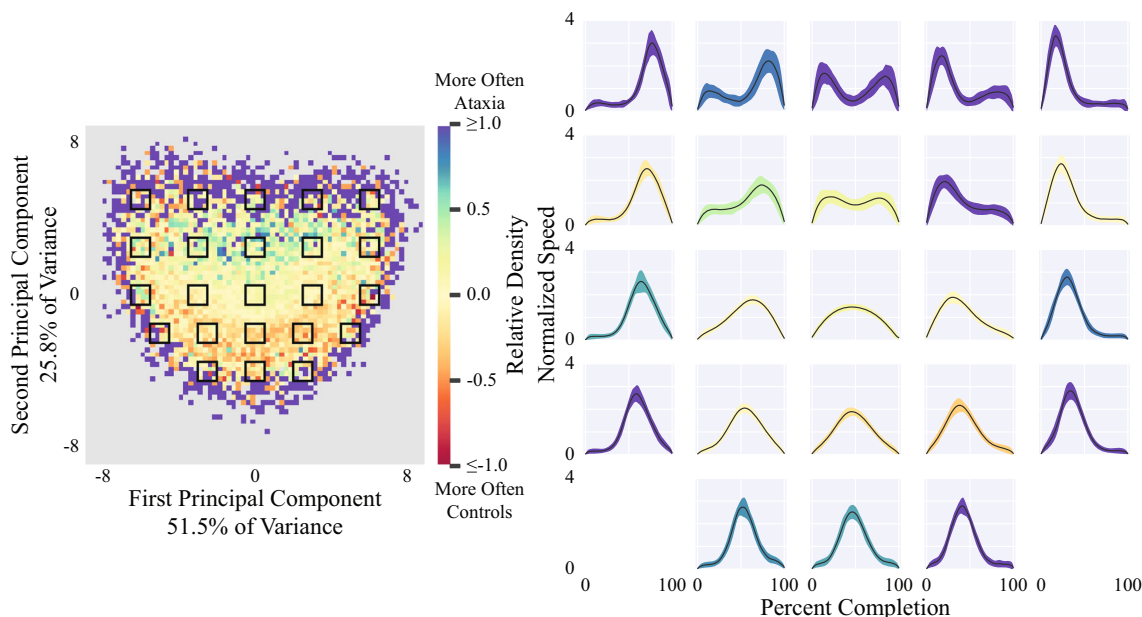 More Often
Ataxia
≥1.0
0.5
0.0
-0.5
≤-1.0
More Often
Controls
Relative Density
8
0
-8
Second Principal Component
25.8% of Variance
-8
0
8
First Principal Component
51.5% of Variance
4
0
4
0
4
0
4
0
4
0
Normalized Speed
0
100
0
100
0
100
0
100
0
100
Percent Completion